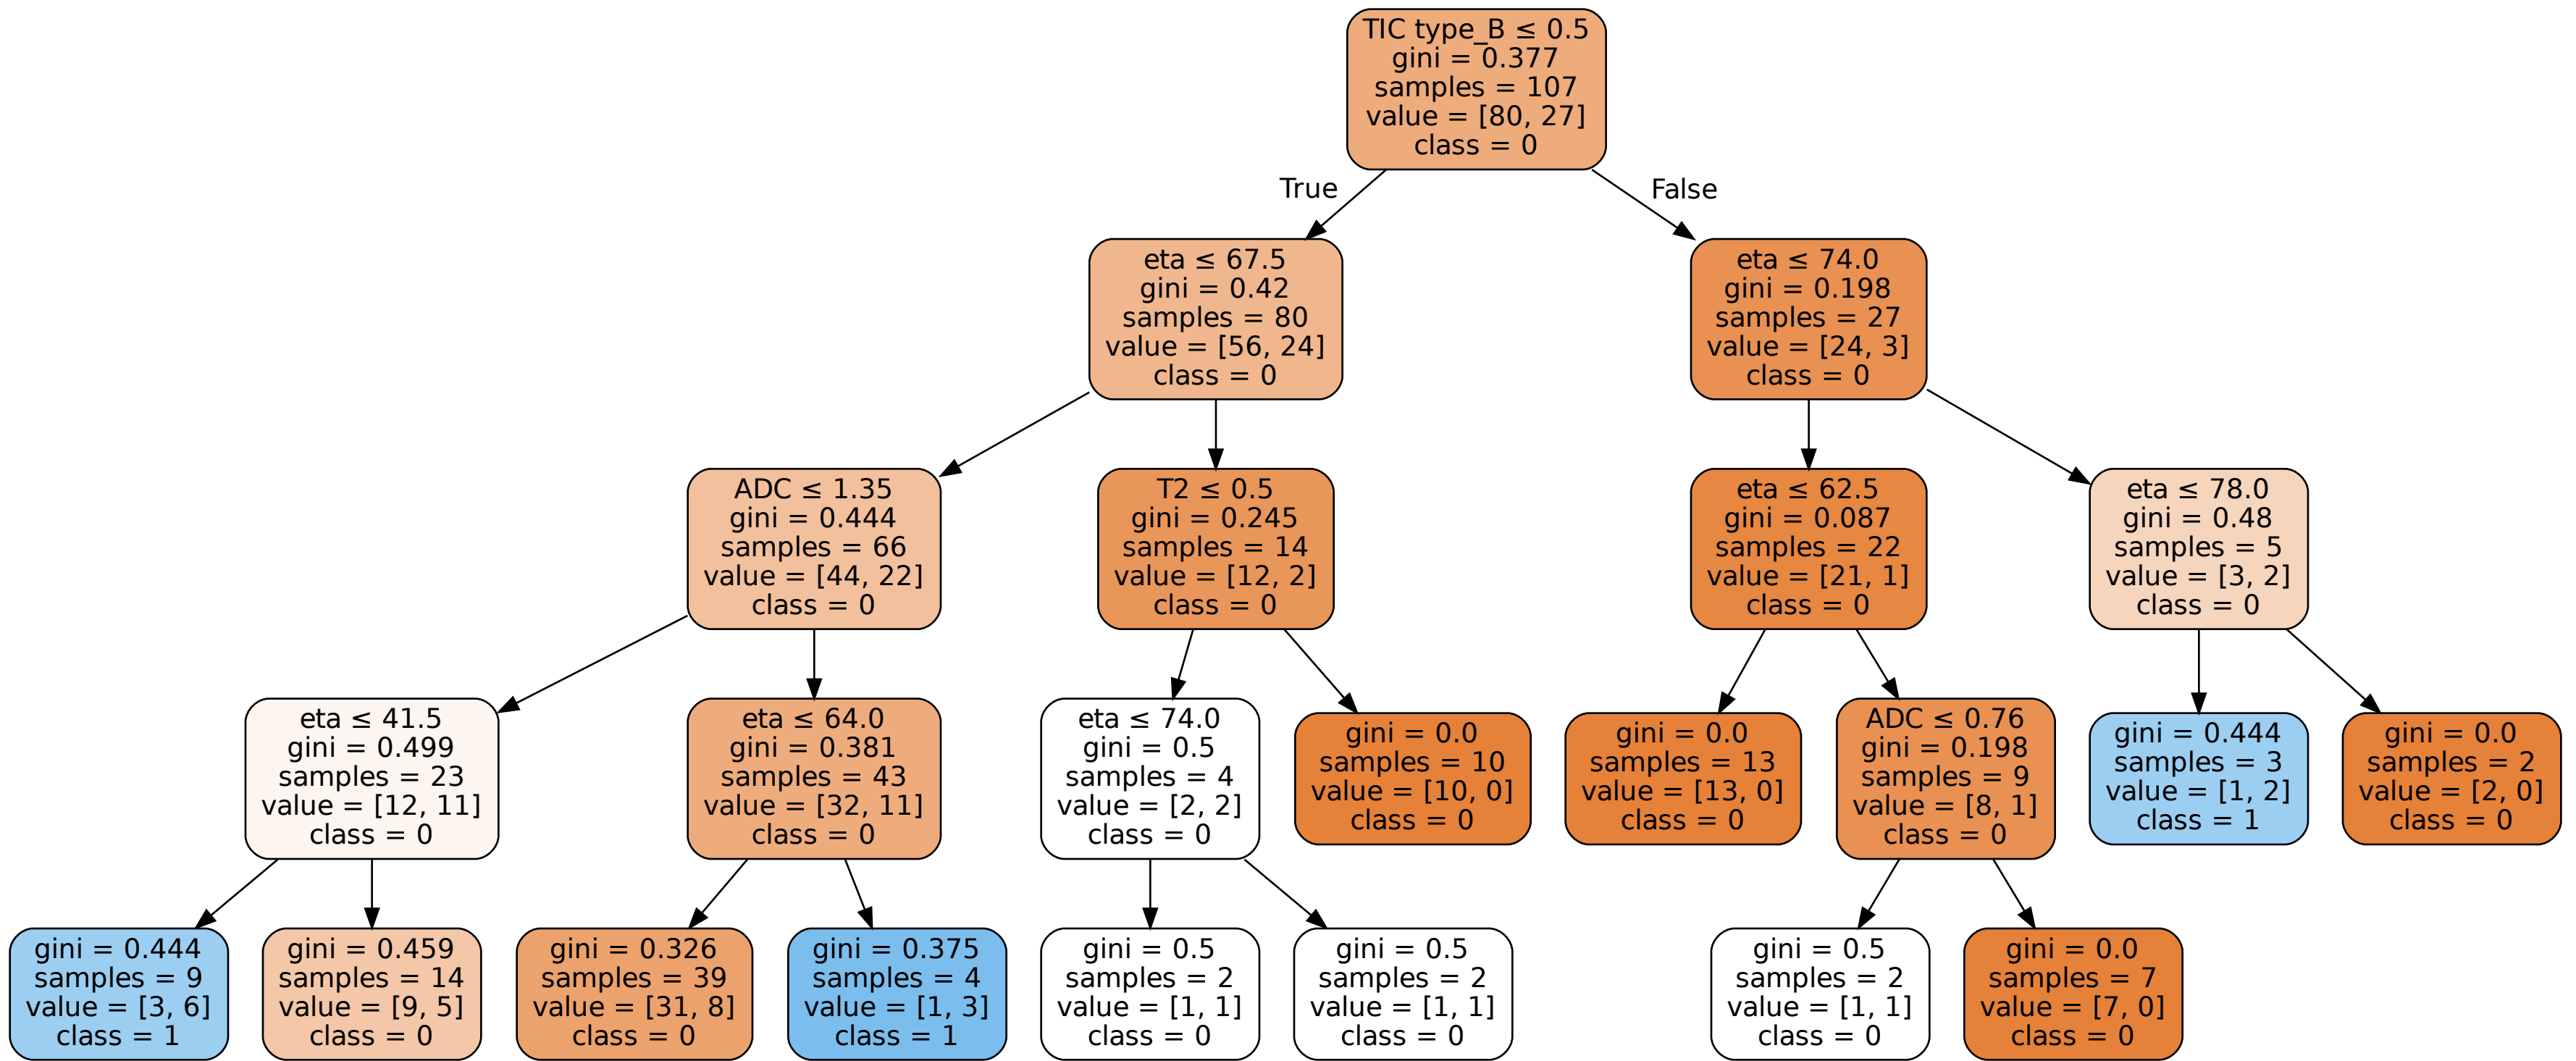 TIC type_B ≤ 0.5
gini = 0.377
samples = 107
value = [80, 27]
class = 0
True
False
eta ≤ 67.5
gini = 0.42
samples = 80
value = [56, 24]
class = 0
eta ≤ 74.0
gini = 0.198
samples = 27
value = [24, 3]
class = 0
ADC ≤ 1.35
gini = 0.444
samples = 66
value = [44, 22]
class = 0
T2 ≤ 0.5
gini = 0.245
samples = 14
value = [12, 2]
class = 0
eta ≤ 62.5
gini = 0.087
samples = 22
value = [21, 1]
class = 0
eta ≤ 78.0
gini = 0.48
samples = 5
value = [3, 2]
class = 0
eta ≤ 41.5
gini = 0.499
samples = 23
value = [12, 11]
class = 0
eta ≤ 64.0
gini = 0.381
samples = 43
value = [32, 11]
class = 0
eta ≤ 74.0
gini = 0.5
samples = 4
value = [2, 2]
class = 0
gini = 0.0
samples = 10
value = [10, 0]
class = 0
gini = 0.0
samples = 13
value = [13, 0]
class = 0
ADC ≤ 0.76
gini = 0.198
samples = 9
value = [8, 1]
class = 0
gini = 0.444
samples = 3
value = [1, 2]
class = 1
gini = 0.0
samples = 2
value = [2, 0]
class = 0
gini = 0.444
samples = 9
value = [3, 6]
class = 1
gini = 0.459
samples = 14
value = [9, 5]
class = 0
gini = 0.326
samples = 39
value = [31, 8]
class = 0
gini = 0.375
samples = 4
value = [1, 3]
class = 1
gini = 0.5
samples = 2
value = [1, 1]
class = 0
gini = 0.5
samples = 2
value = [1, 1]
class = 0
gini = 0.5
samples = 2
value = [1, 1]
class = 0
gini = 0.0
samples = 7
value = [7, 0]
class = 0